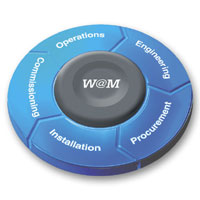 Operations
Engineering
Procurement
Installation
Commissioning
W@M